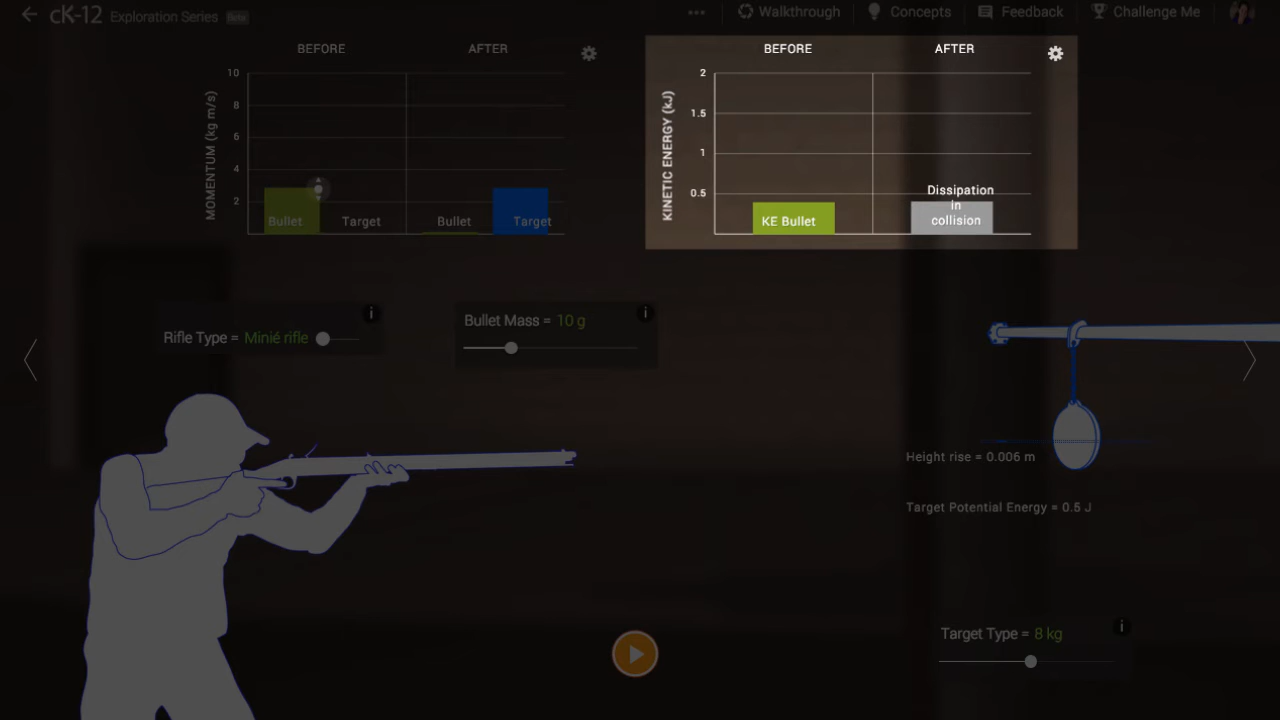 cK-12 Exploration Series Beta
Walkthrough
Concepts
Feedback
Challenge Me
BEFORE AFTER
10
8
6
4
2
MOMENTUM (kg m/s)
Bullet Target Bullet Target
BEFORE AFTER
2
1.5
1
0.5
KINETIC ENERGY (kJ)
KE Bullet
Dissipation
in
collision
Rifle Type = Minié rifle
i
Bullet Mass = 10 g
i
Height rise = 0.006 m
Target Potential Energy = 0.5 J
Target Type = 8 kg
i